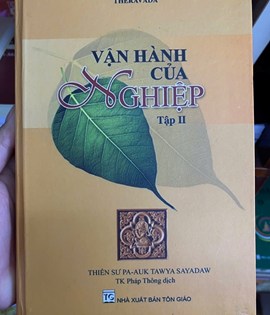 THERAVADA
VẬN HÀNH
CỦA
NGHIỆP
Tập II
THIỀN SƯ PA-AUK TAWYA SAYADAW
TK Pháp Thông dịch
NHÀ XUẤT BẢN TÔN GIÁO